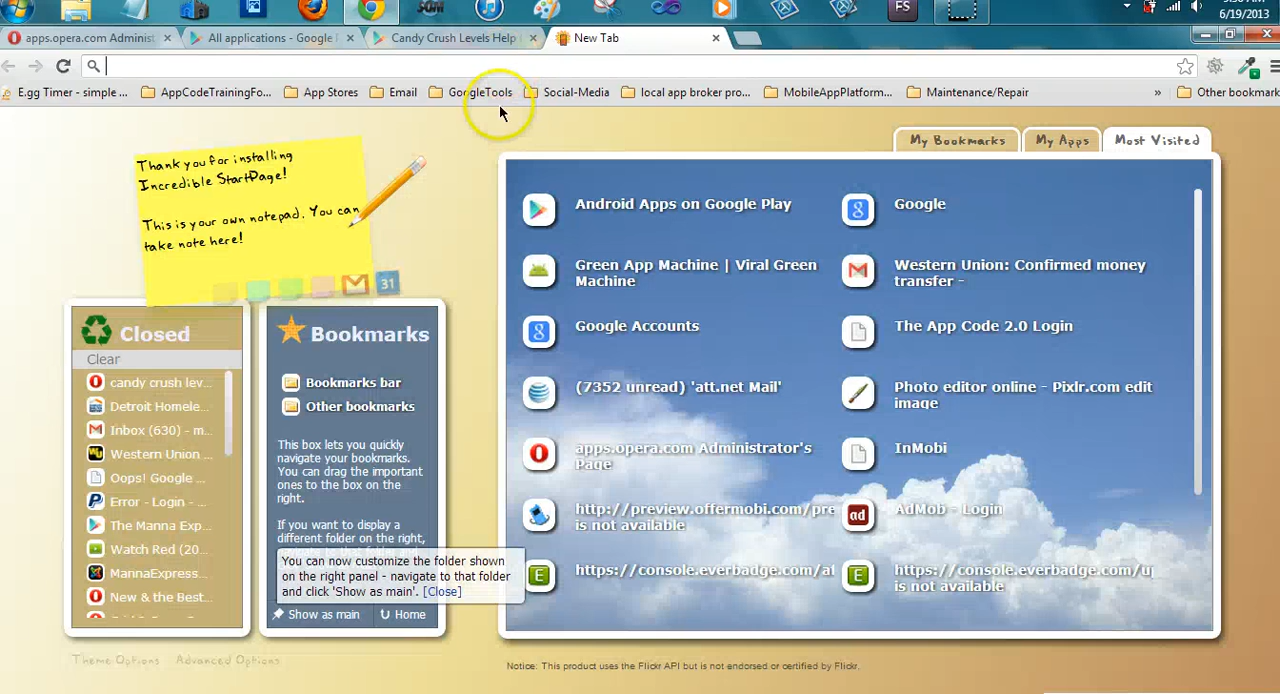 6/19/2013
apps.opera.com Administ
All applications - Google
Candy Crush Levels Help
New Tab
E.gg Timer - simple ...
AppCodeTrainingFo...
App Stores
Email
GoogleTools
Social-Media
local app broker pro...
MobileAppPlatform...
Maintenance/Repair
»
Other bookmark
My Bookmarks
My Apps
Most Visited
Thank you for installing
Incredible StartPage!
This is your own notepad. You can
take note here!
31
Closed
Clear
candy crush lev...
Detroit Homele...
Inbox (630) - m...
Western Union ...
Oops! Google ...
Error - Login - ...
The Manna Exp...
Watch Red (20...
MannaExpress...
New & the Best...
Bookmarks
Bookmarks bar
Other bookmarks
This box lets you quickly
navigate your bookmarks.
You can drag the important
ones to the box on the
right.
If you want to display a
different folder on the right,
You can now customize the folder shown
on the right panel - navigate to that folder
and click 'Show as main'. [Close]
Show as main
Home
Android Apps on Google Play
Google
Green App Machine | Viral Green
Machine
Western Union: Confirmed money
transfer -
Google Accounts
The App Code 2.0 Login
(7352 unread) 'att.net Mail'
Photo editor online - Pixlr.com edit
image
apps.opera.com Administrator's
Page
InMobi
http://preview.offermobi.com/pre
is not available
ad
AdMob - Login
E
https://console.everbadge.com/af
E
https://console.everbadge.com/up
is not available
Theme Options
Advanced Options
Notice: This product uses the Flickr API but is not endorsed or certified by Flickr.
FS